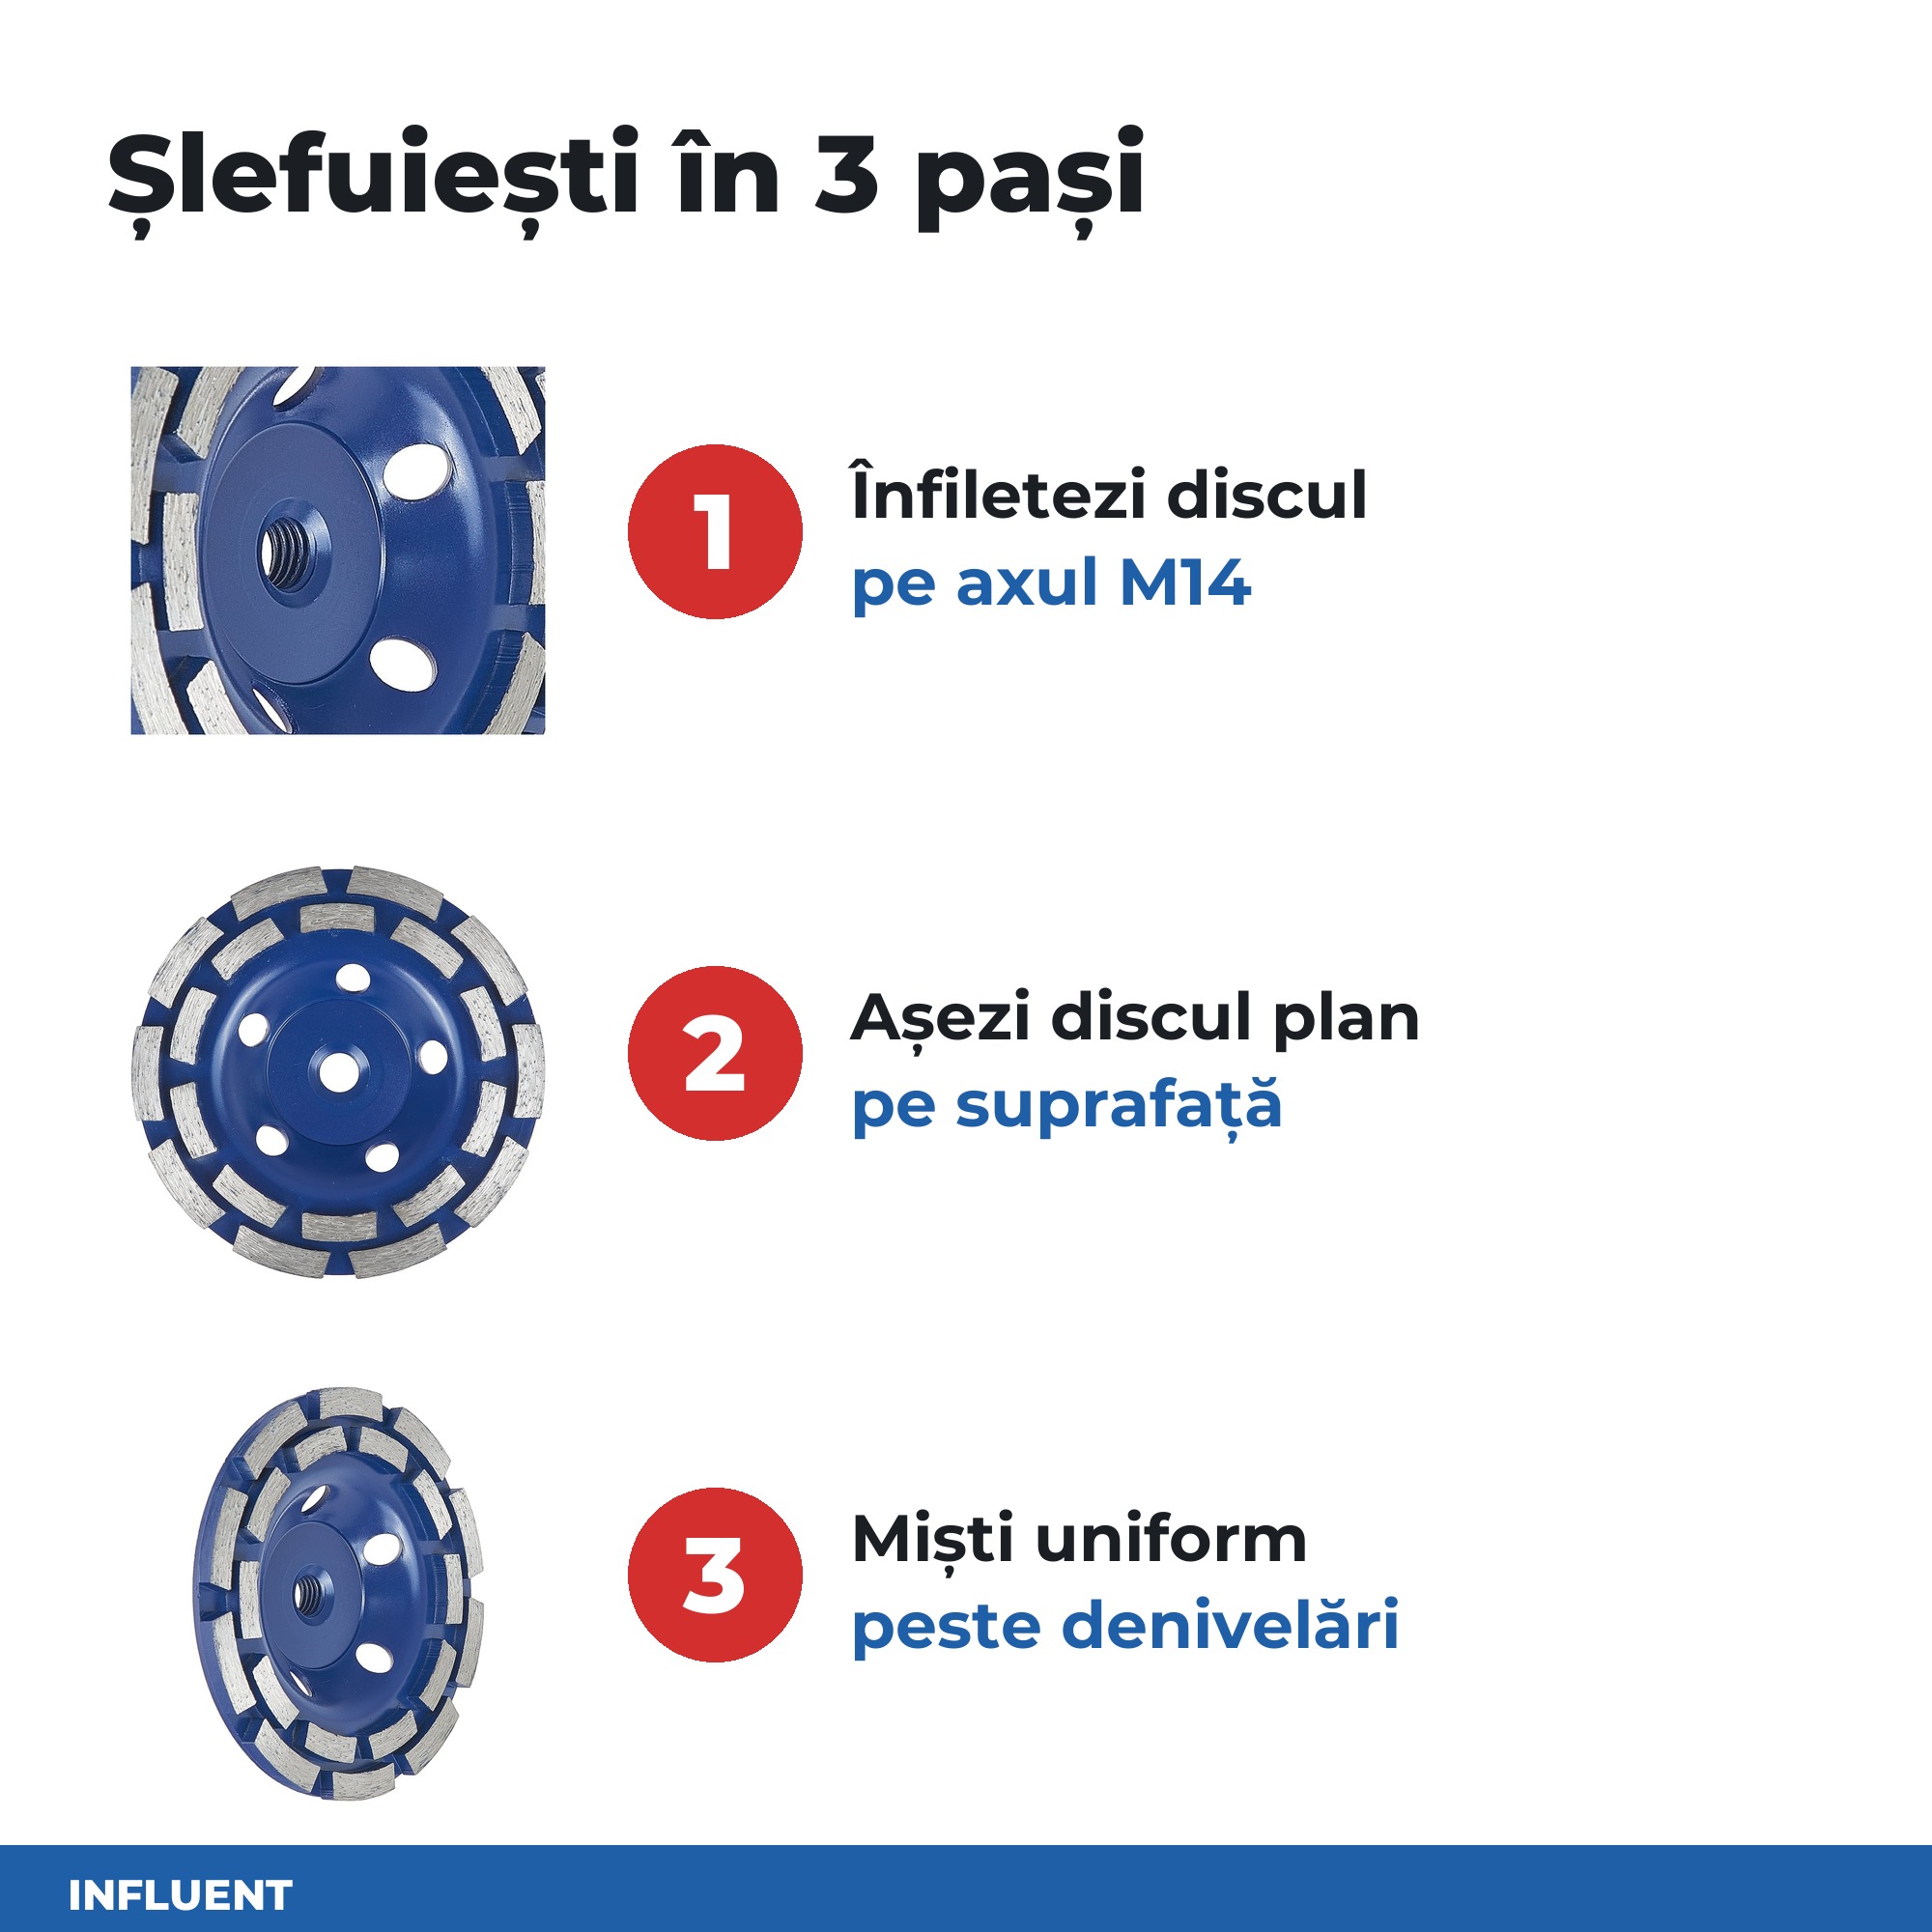 Șlefuiești în 3 pași
1
Înfiletezi discul
pe axul M14
2
Așezi discul plan
pe suprafață
3
Miști uniform
peste denivelări
INFLUENT